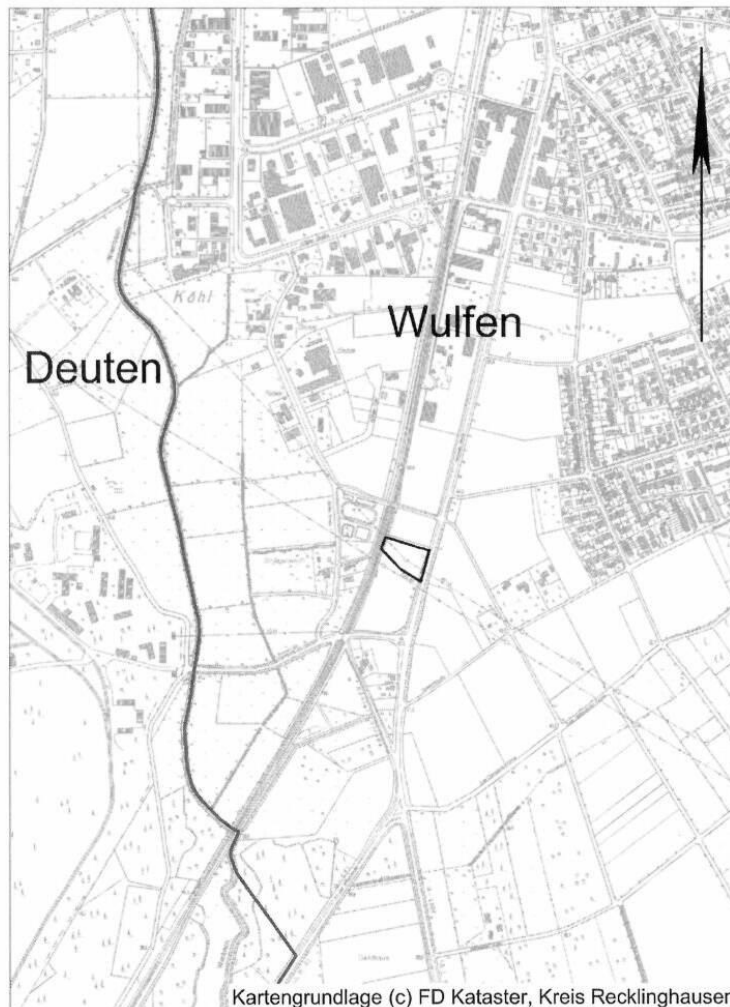 Köhl
Wulfen
Deuten
Kartengrundlage (c) FD Kataster, Kreis Recklinghausen